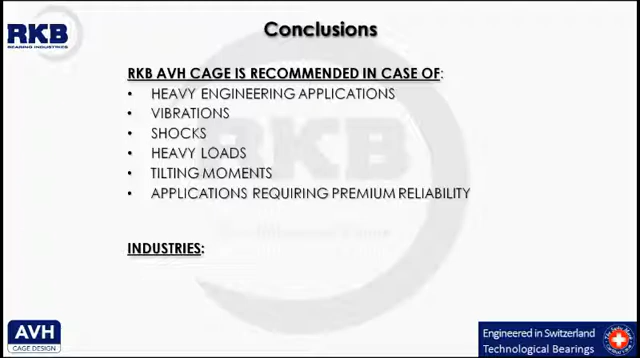 Conclusions
RKB
BEARING INDUSTRIES
RKB AVH CAGE IS RECOMMENDED IN CASE OF:
• HEAVY ENGINEERING APPLICATIONS
• VIBRATIONS
• SHOCKS
• HEAVY LOADS
• TILTING MOMENTS
• APPLICATIONS REQUIRING PREMIUM RELIABILITY
RKB
INDUSTRIES:
AVH
CAGE DESIGN
Engineered in Switzerland
Technological Bearings